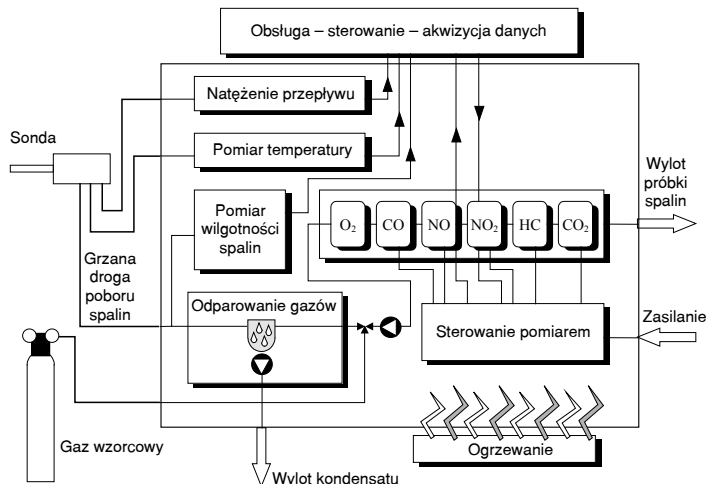 Obsługa – sterowanie – akwizycja danych
Natężenie przepływu
Sonda
Pomiar temperatury
Wylot
próbki
spalin
Pomiar
wilgotności
spalin
O₂ CO NO NO₂ HC CO₂
Grzana
droga
poboru
spalin
Odparowanie gazów
Sterowanie pomiarem
Zasilanie
Gaz wzorcowy
Ogrzewanie
Wylot kondensatu